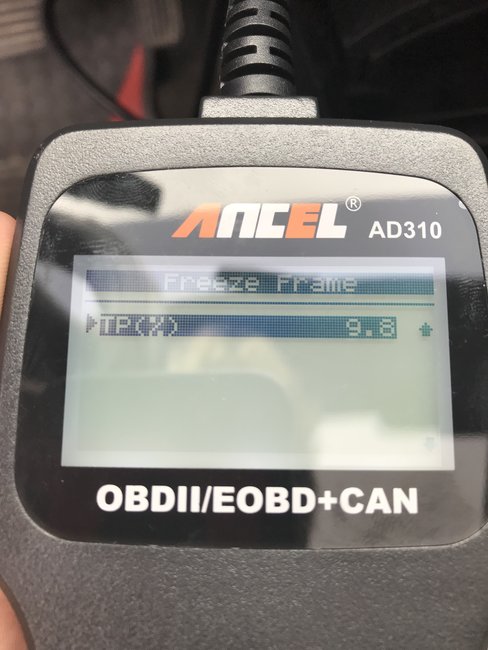 ANCEL®
AD310
Freeze Frame
TP(%) 9.8
OBDII/EOBD+CAN